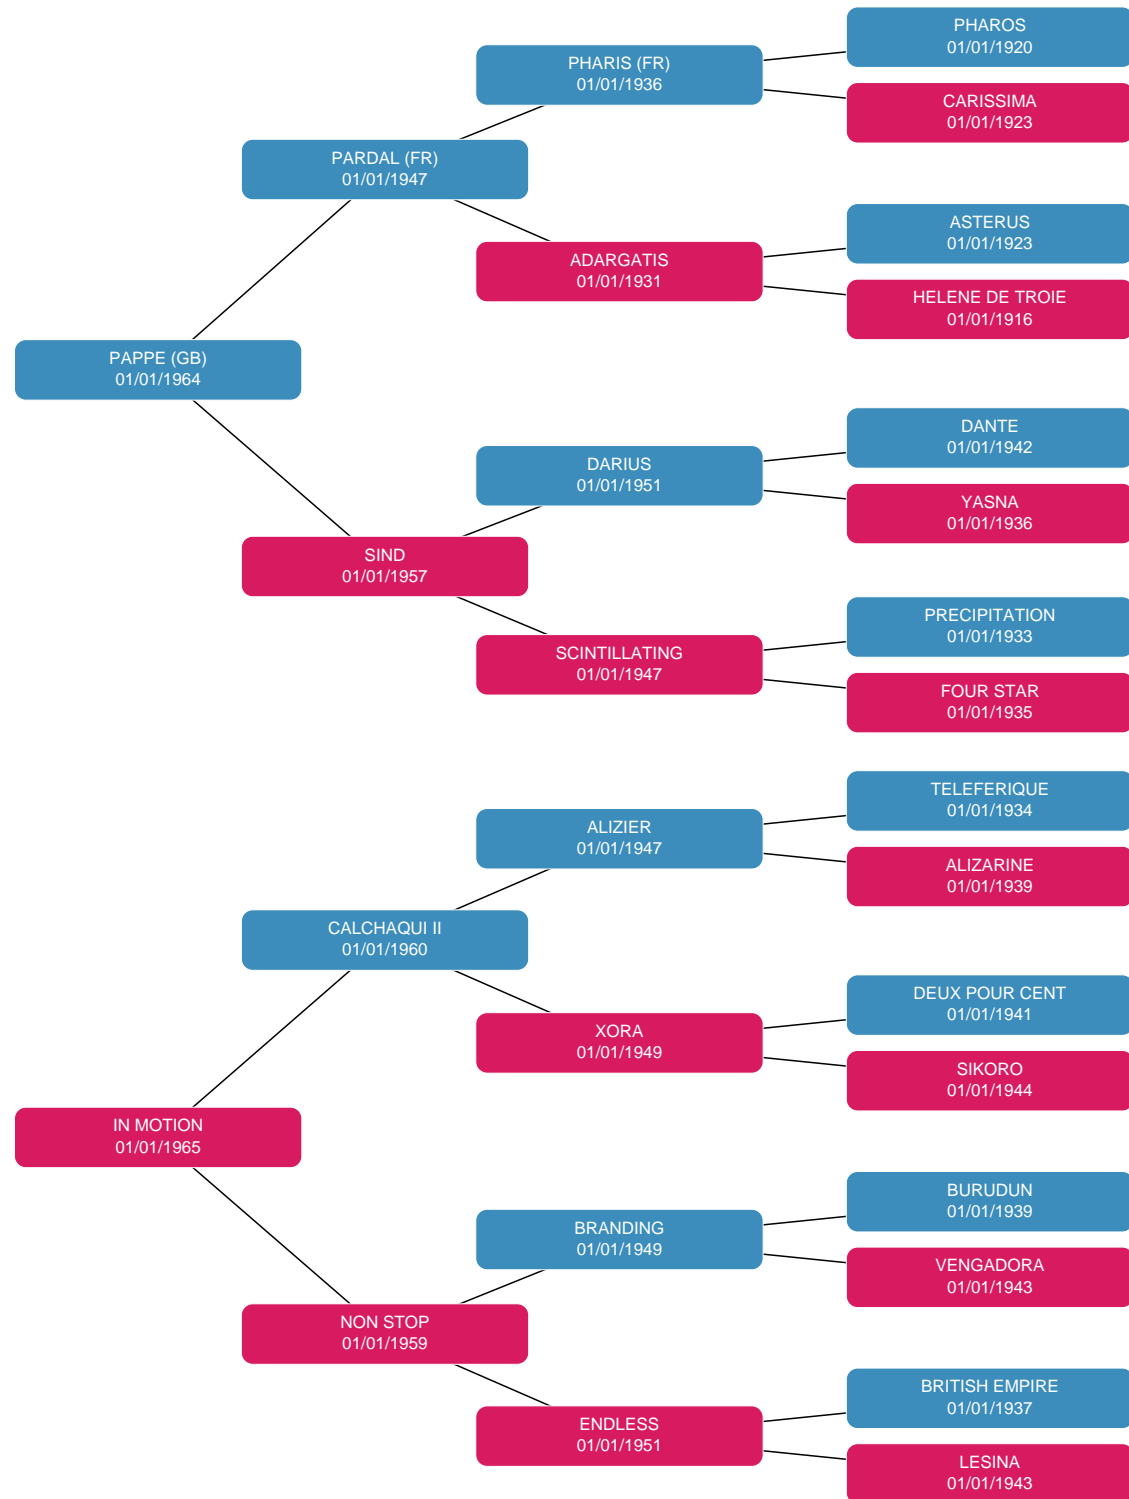 PHAROS
01/01/1920
PHARIS (FR)
01/01/1936
CARISSIMA
01/01/1923
PARDAL (FR)
01/01/1947
ASTERUS
01/01/1923
ADARGATIS
01/01/1931
HELENE DE TROIE
01/01/1916
PAPPE (GB)
01/01/1964
DANTE
01/01/1942
DARIUS
01/01/1951
YASNA
01/01/1936
SIND
01/01/1957
PRECIPITATION
01/01/1933
SCINTILLATING
01/01/1947
FOUR STAR
01/01/1935
TELEFERIQUE
01/01/1934
ALIZIER
01/01/1947
ALIZARINE
01/01/1939
CALCHAQUI II
01/01/1960
DEUX POUR CENT
01/01/1941
XORA
01/01/1949
SIKORO
01/01/1944
IN MOTION
01/01/1965
BURUDUN
01/01/1939
BRANDING
01/01/1949
VENGADORA
01/01/1943
NON STOP
01/01/1959
BRITISH EMPIRE
01/01/1937
ENDLESS
01/01/1951
LESINA
01/01/1943